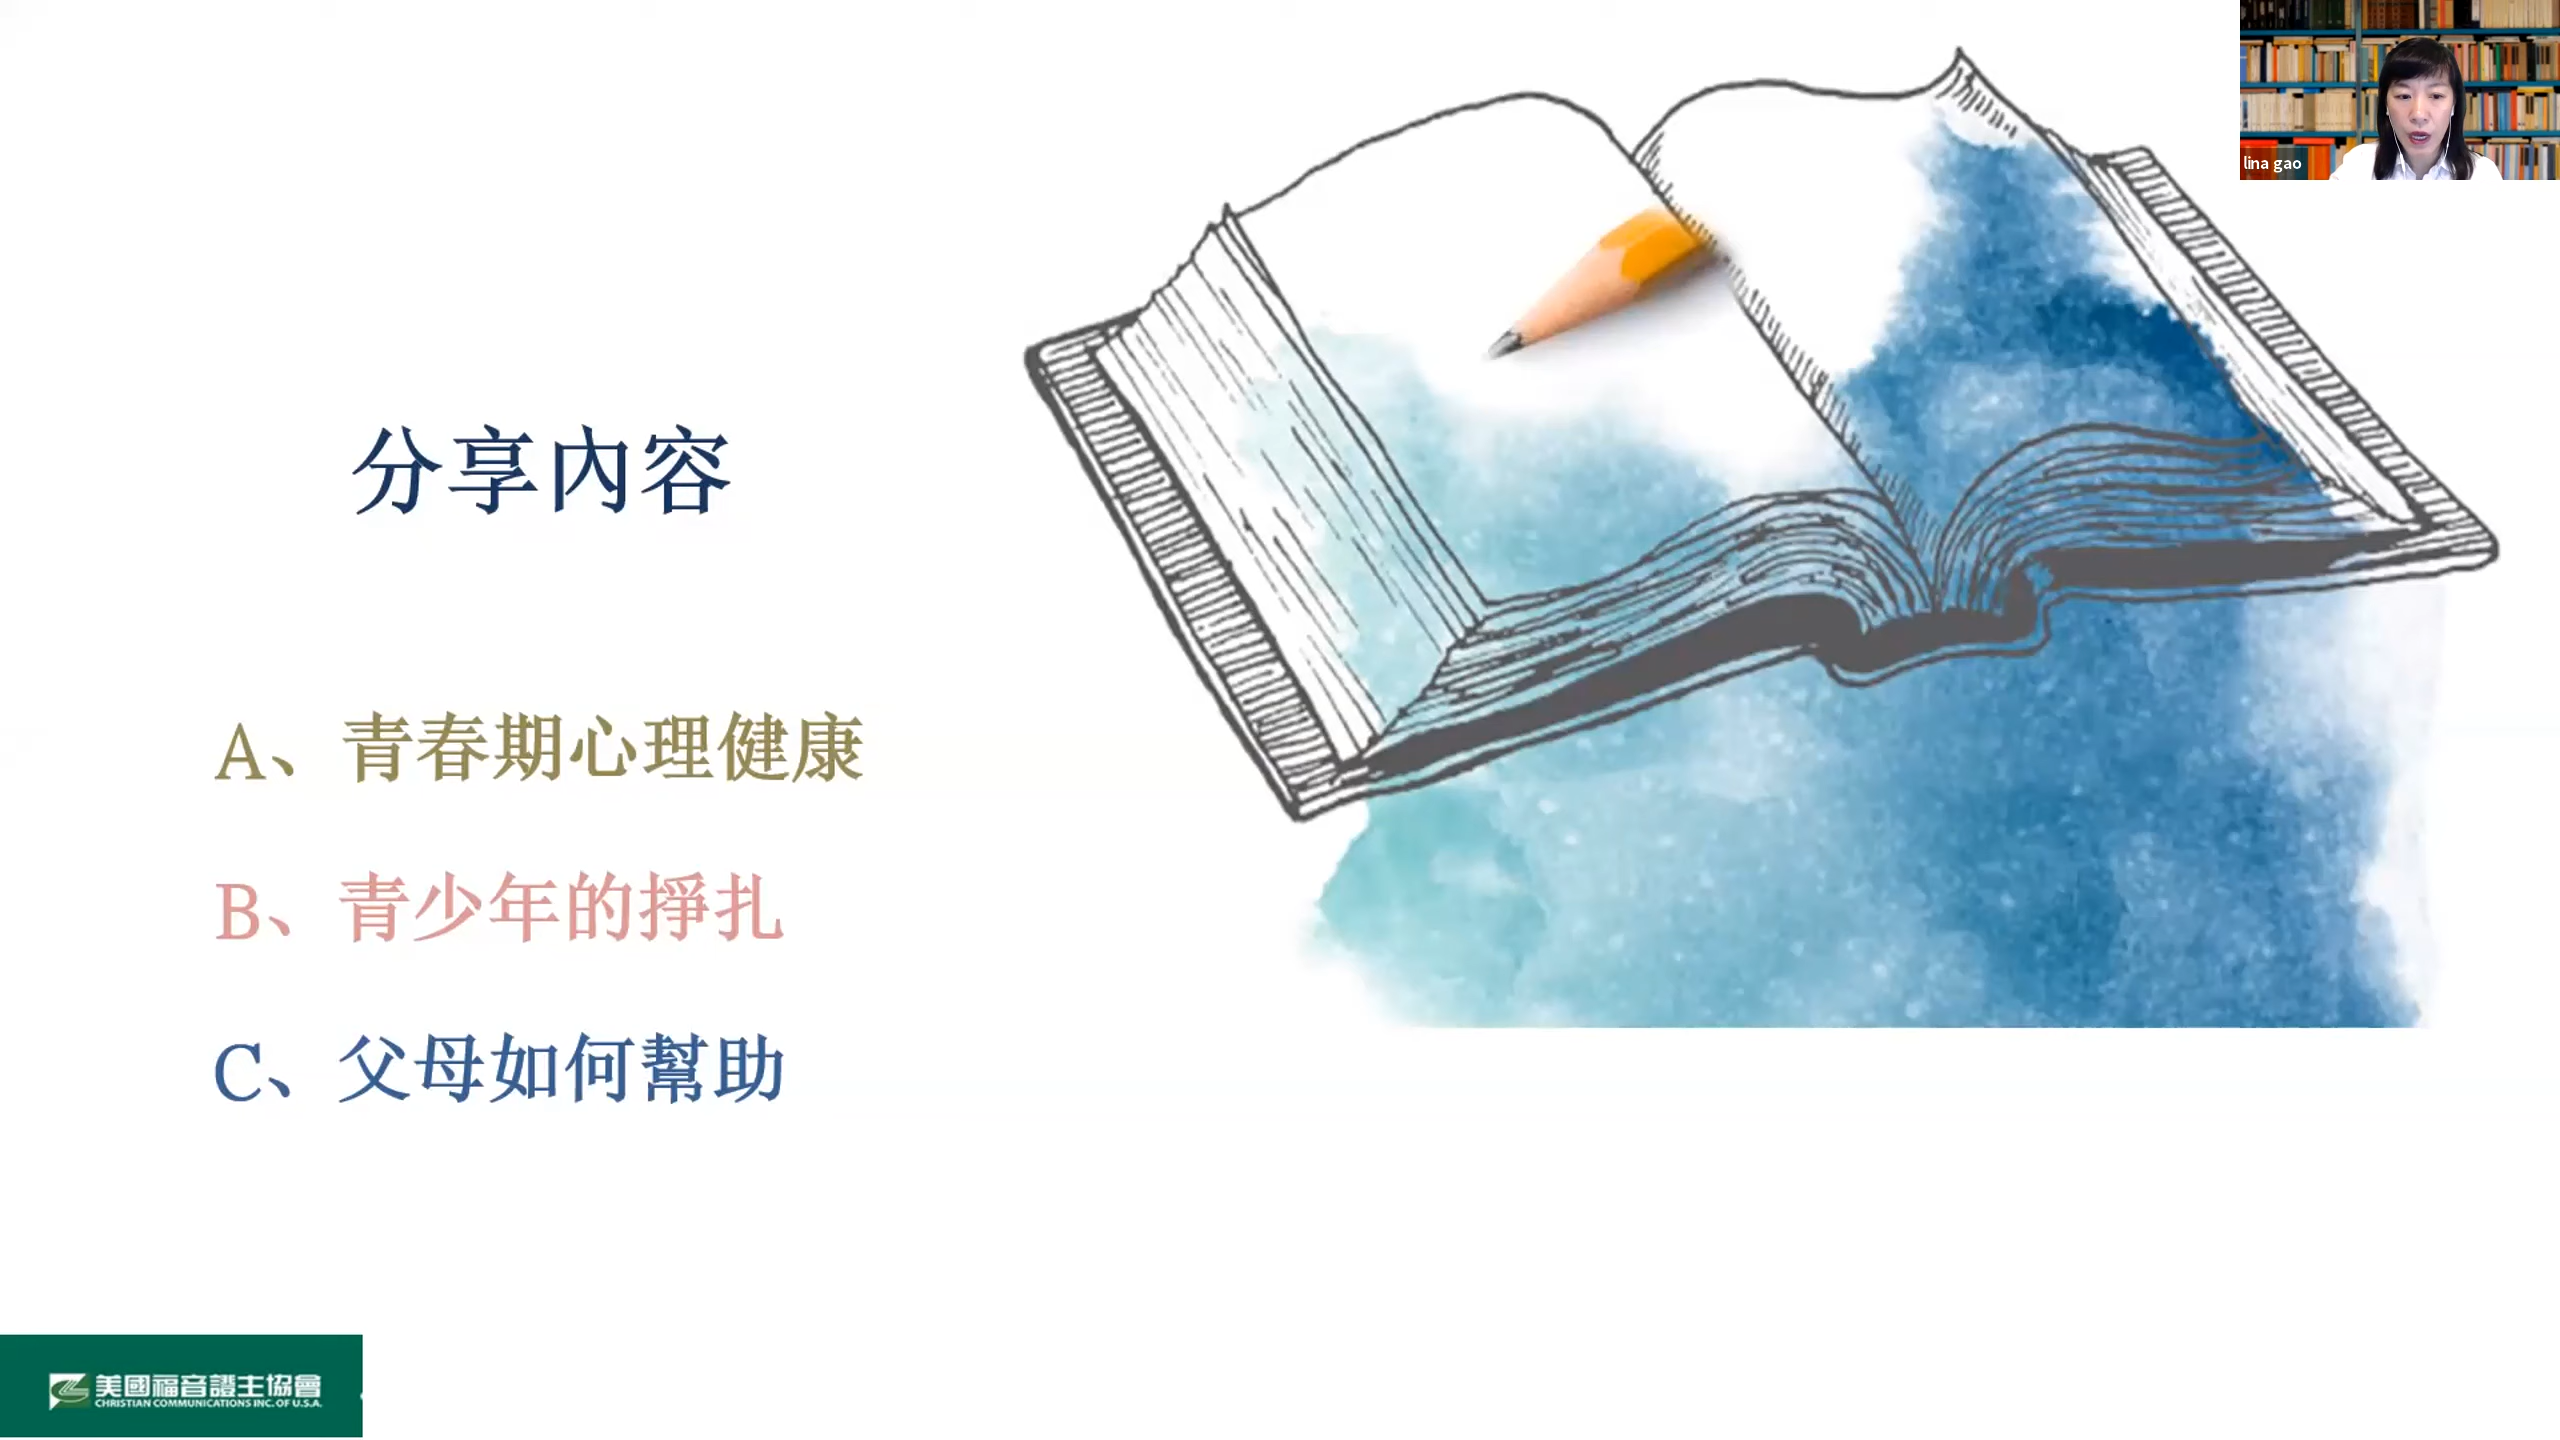 lina gao
分享內容
A、青春期心理健康
B、青少年的掙扎
C、父母如何幫助
美國福音證主協會
CHRISTIAN COMMUNICATIONS INC. OF U.S.A.